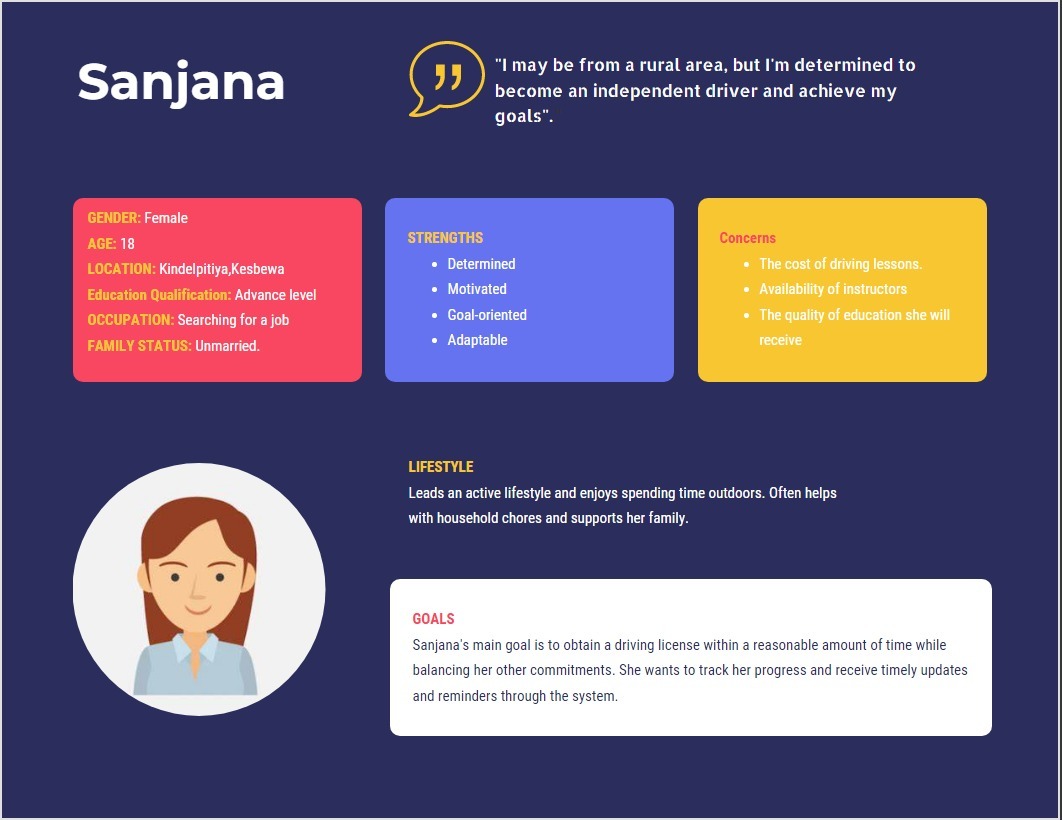 Sanjana
"I may be from a rural area, but I'm determined to
become an independent driver and achieve my
goals".
GENDER: Female
AGE: 18
LOCATION: Kindelpitiya,Kesbewa
Education Qualification: Advance level
OCCUPATION: Searching for a job
FAMILY STATUS: Unmarried.
STRENGTHS
• Determined
• Motivated
• Goal-oriented
• Adaptable
Concerns
• The cost of driving lessons.
• Availability of instructors
• The quality of education she will
receive
LIFESTYLE
Leads an active lifestyle and enjoys spending time outdoors. Often helps
with household chores and supports her family.
GOALS
Sanjana's main goal is to obtain a driving license within a reasonable amount of time while
balancing her other commitments. She wants to track her progress and receive timely updates
and reminders through the system.